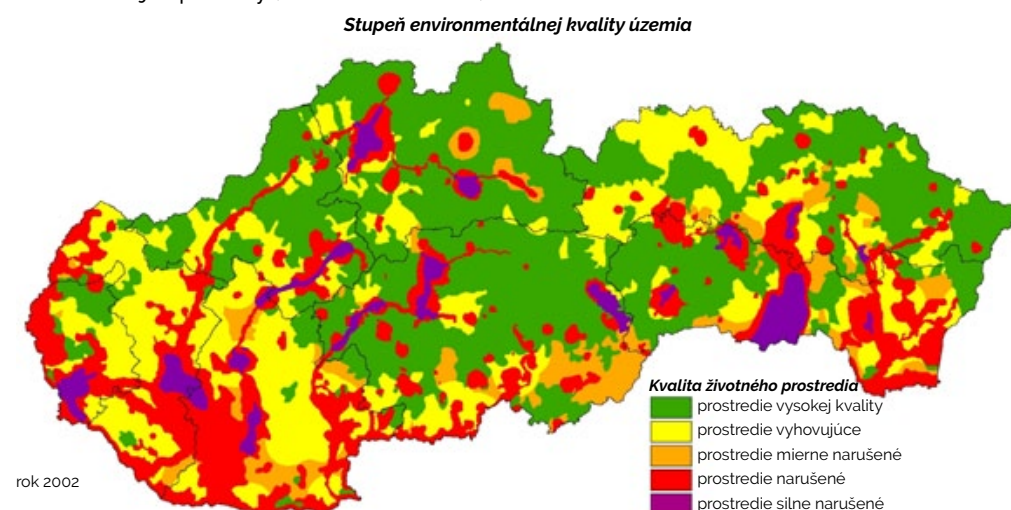 Stupeň environmentálnej kvality územia
Kvalita životného prostredia
prostredie vysokej kvality
prostredie vyhovujúce
prostredie mierne narušené
prostredie narušené
prostredie silne narušené
rok 2002